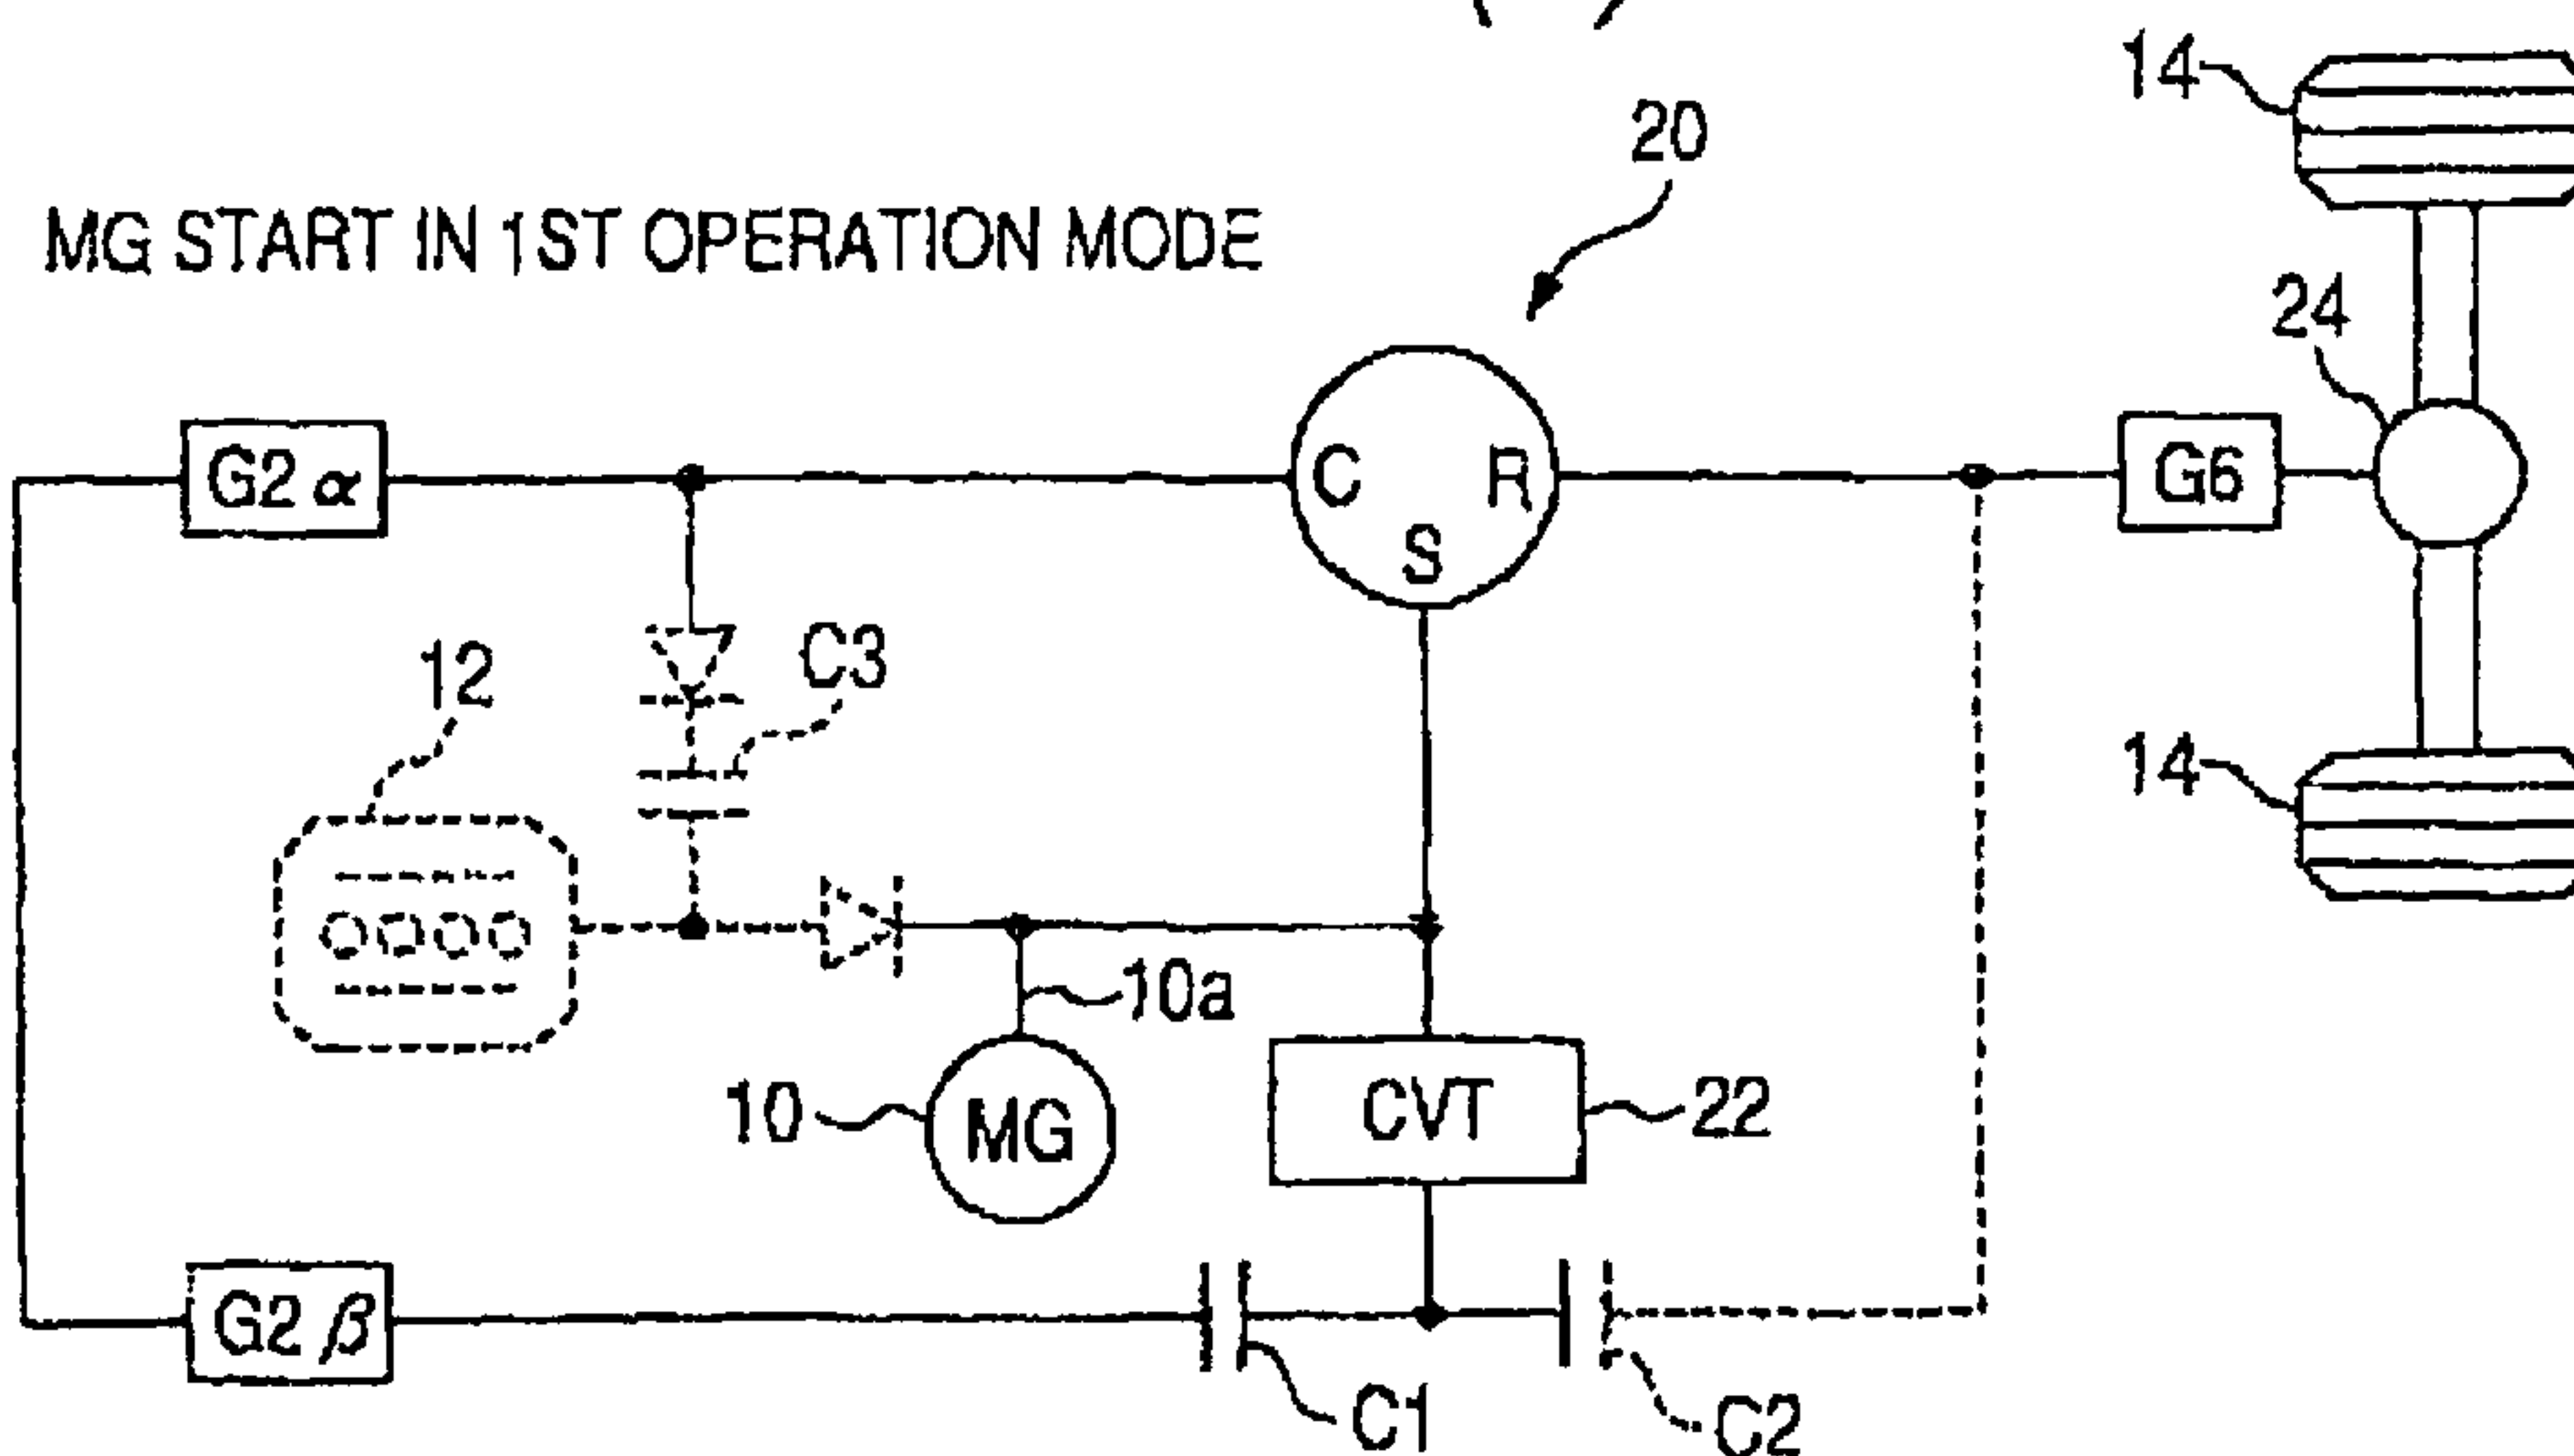 14
20
MG START IN 1ST OPERATION MODE
24
G2 α
C R
S
G6
12
C3
14
10a
10
MG
CVT
22
G2 β
C1
C2